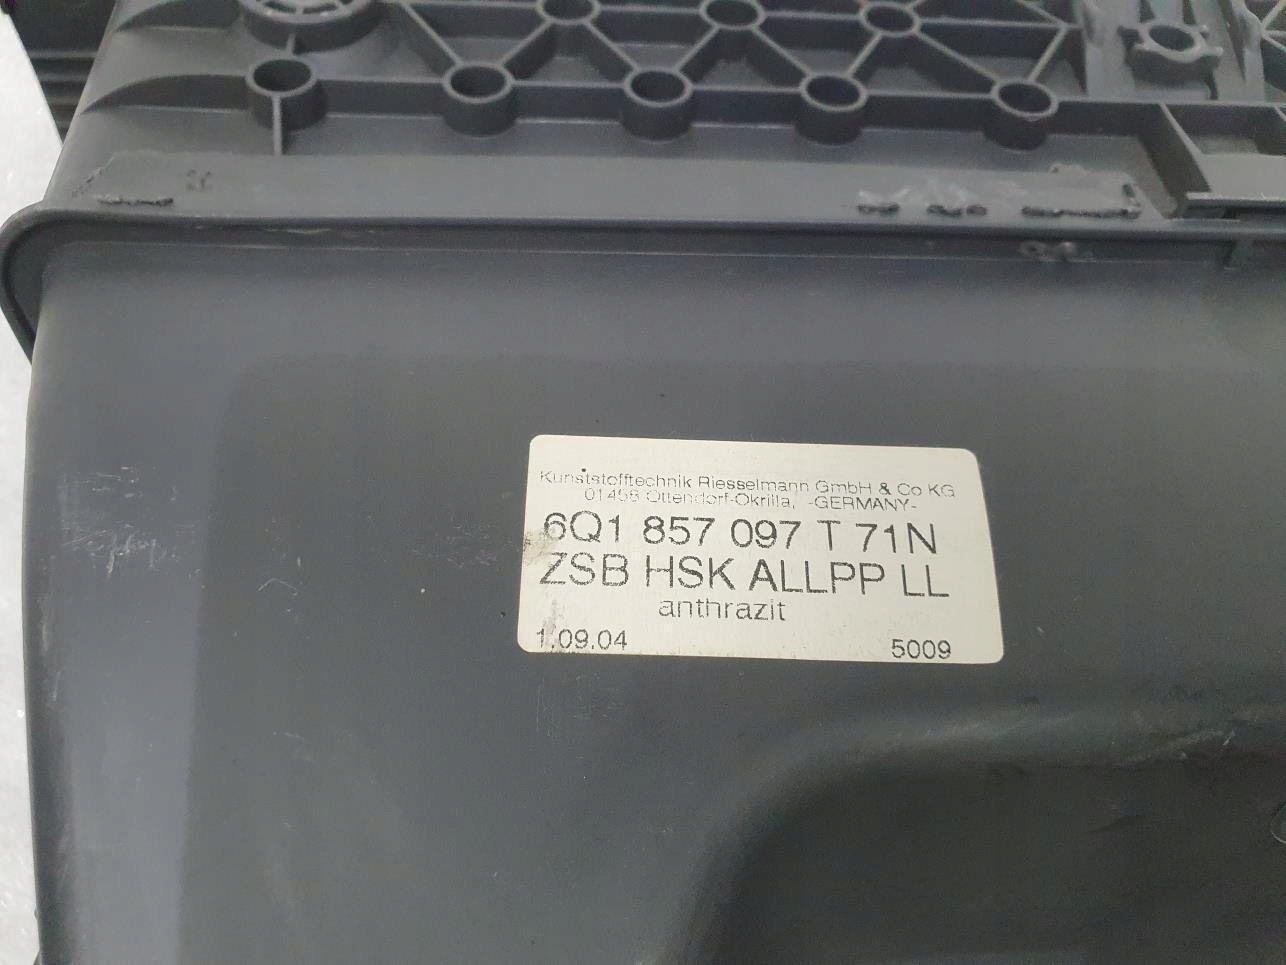 Kunststofftechnik Riesselmann GmbH & Co KG
01458 Ottendorf-Okrilla, -GERMANY-
6Q1 857 097 T 71N
ZSB HSK ALLPP LL
anthrazit
1.09.04 5009